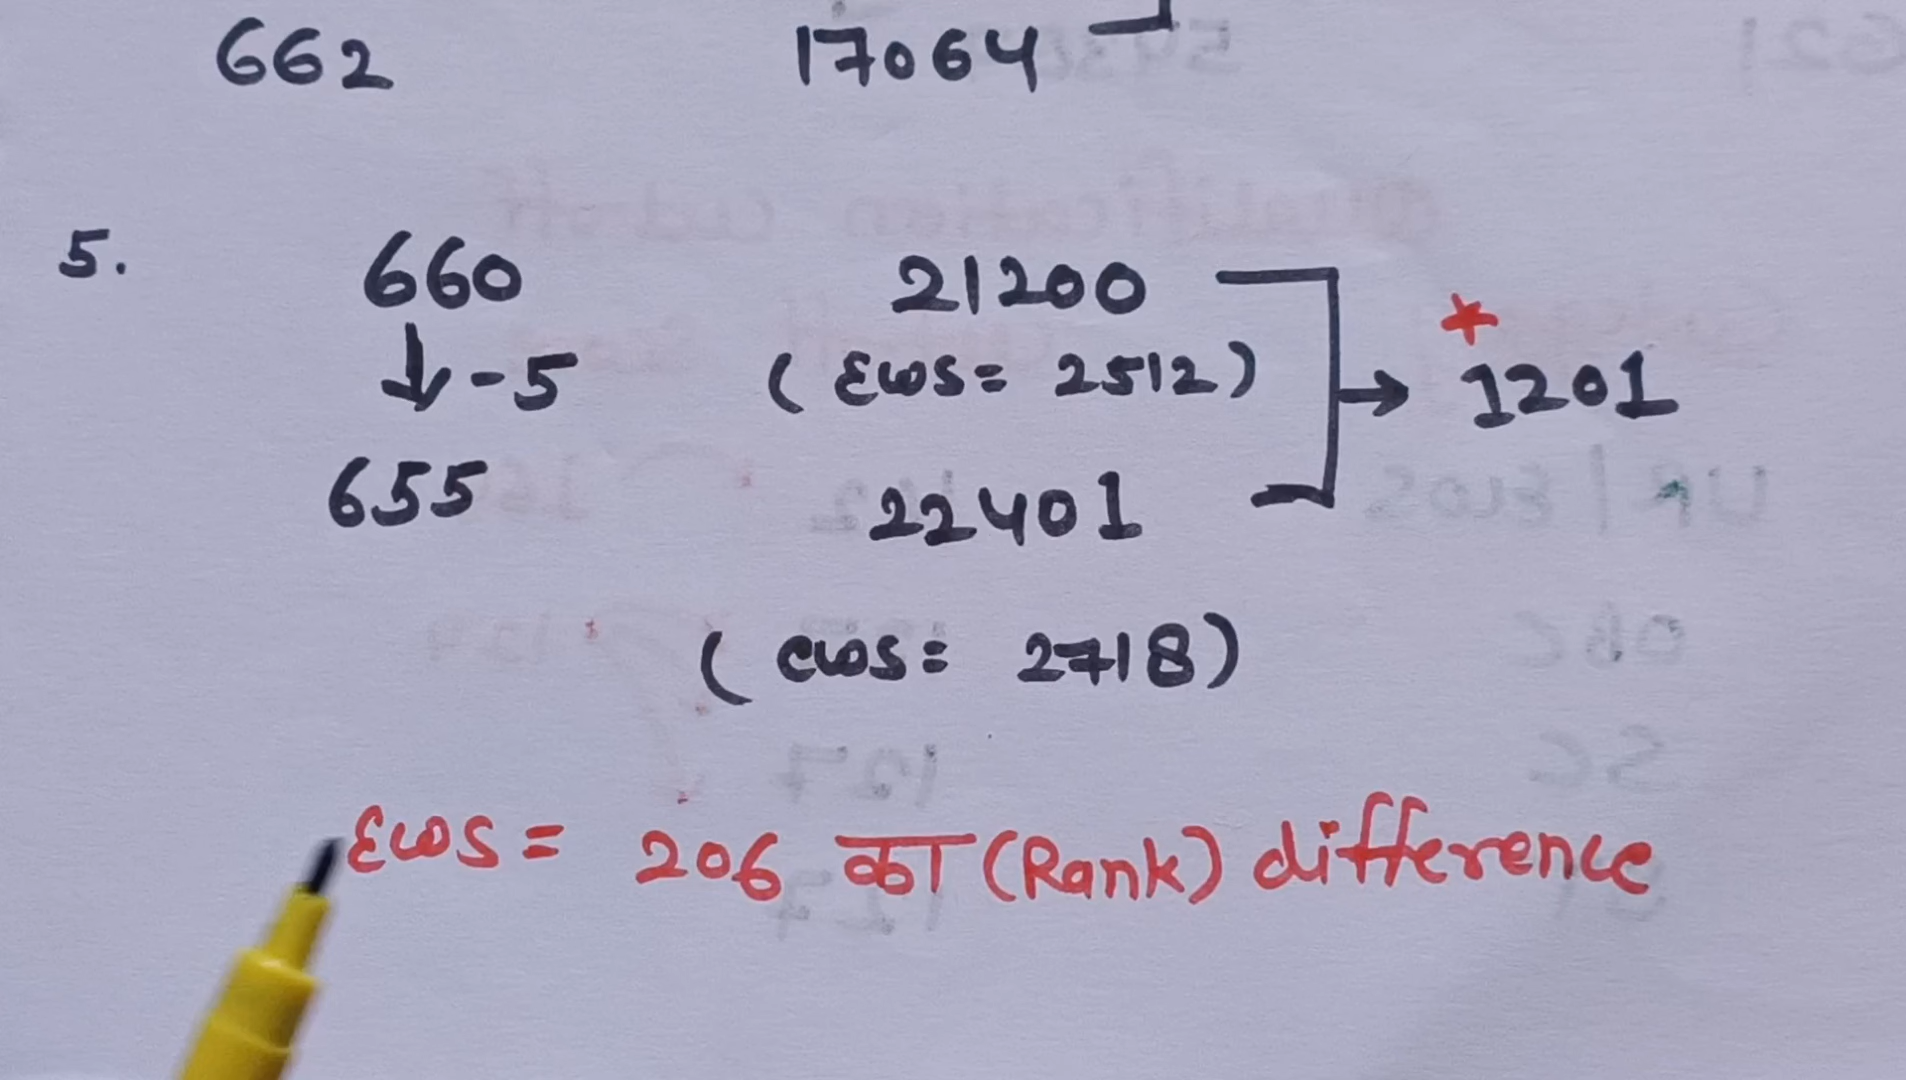 662 17064
5. 660 21200
↓-5 (EWS= 2512) → * 1201
655 22401
(EWS= 2718)
EWS= 206 का (Rank) difference